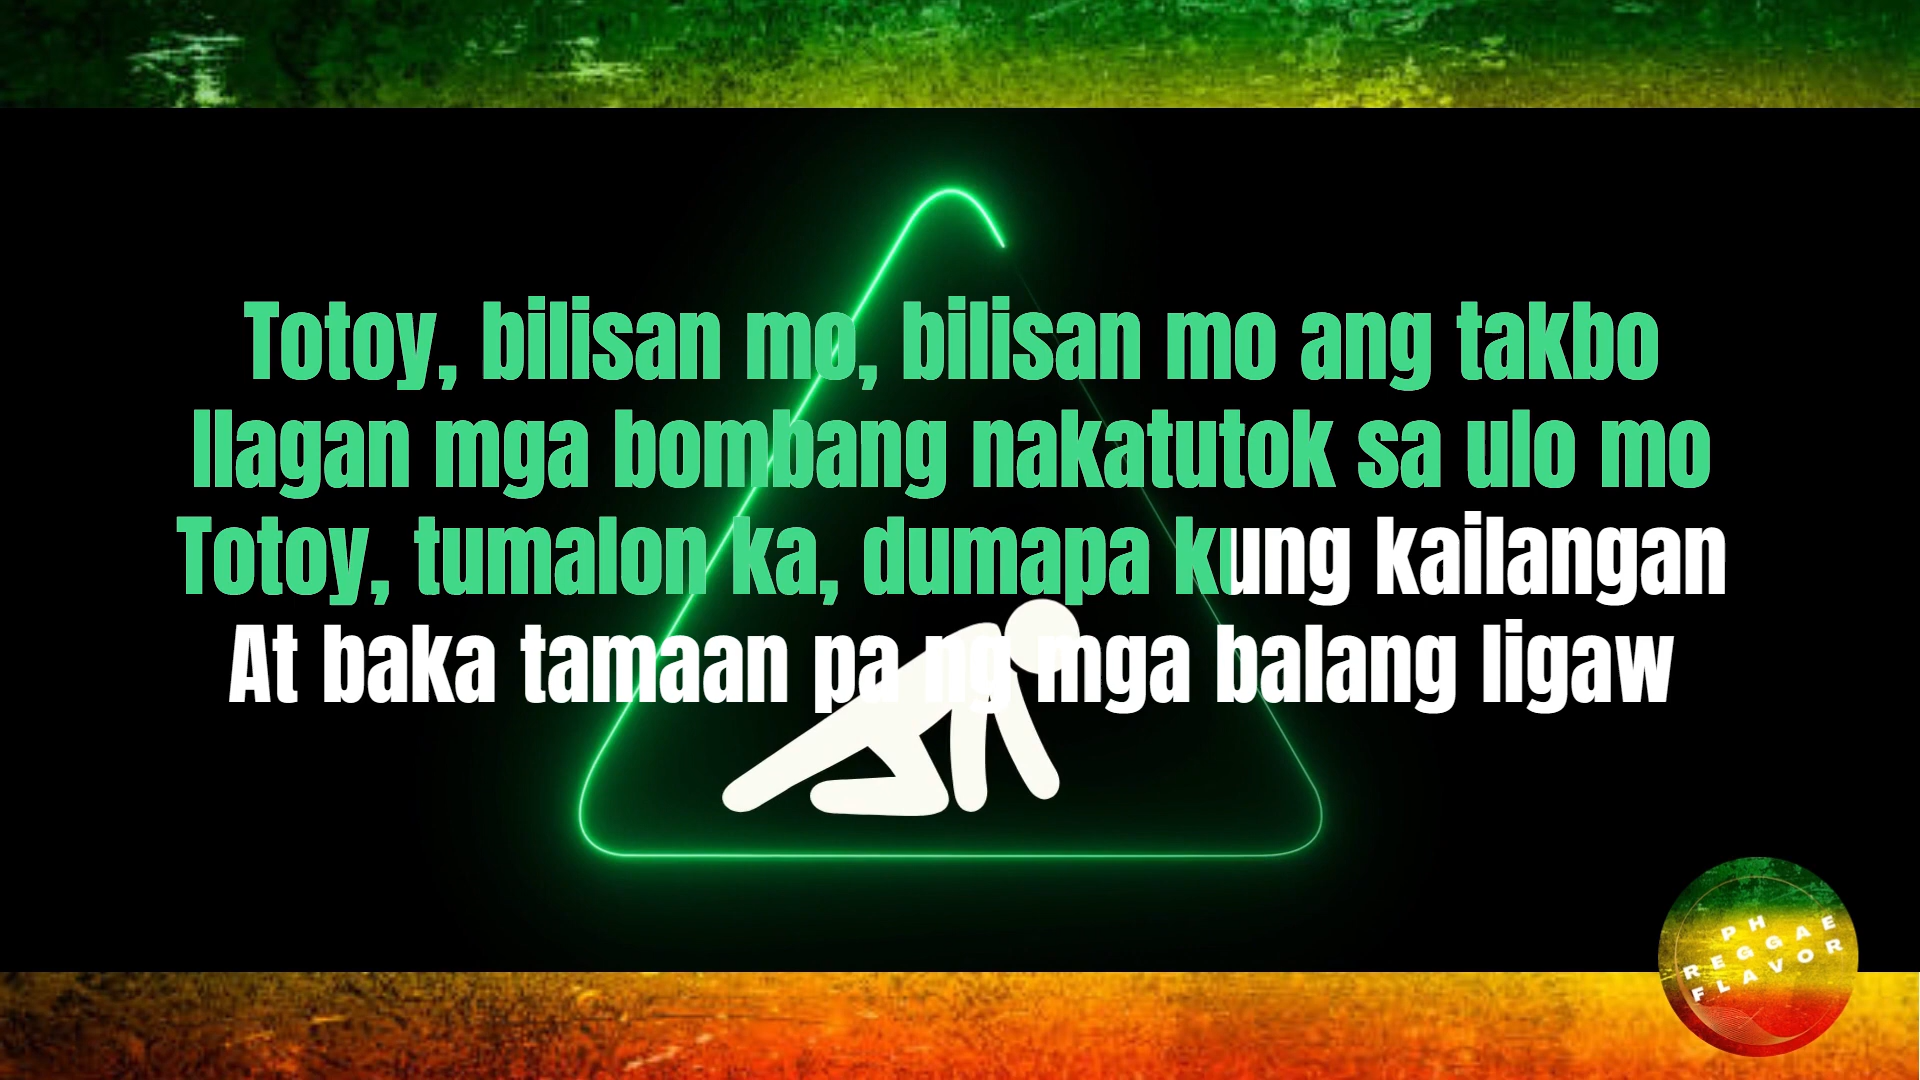 Totoy, bilisan mo, bilisan mo ang takbo
Ilagan mga bombang nakatutok sa ulo mo
Totoy, tumalon ka, dumapa kung kailangan
At baka tamaan pa ng mga balang ligaw
PH
REGGAE
FLAVOR